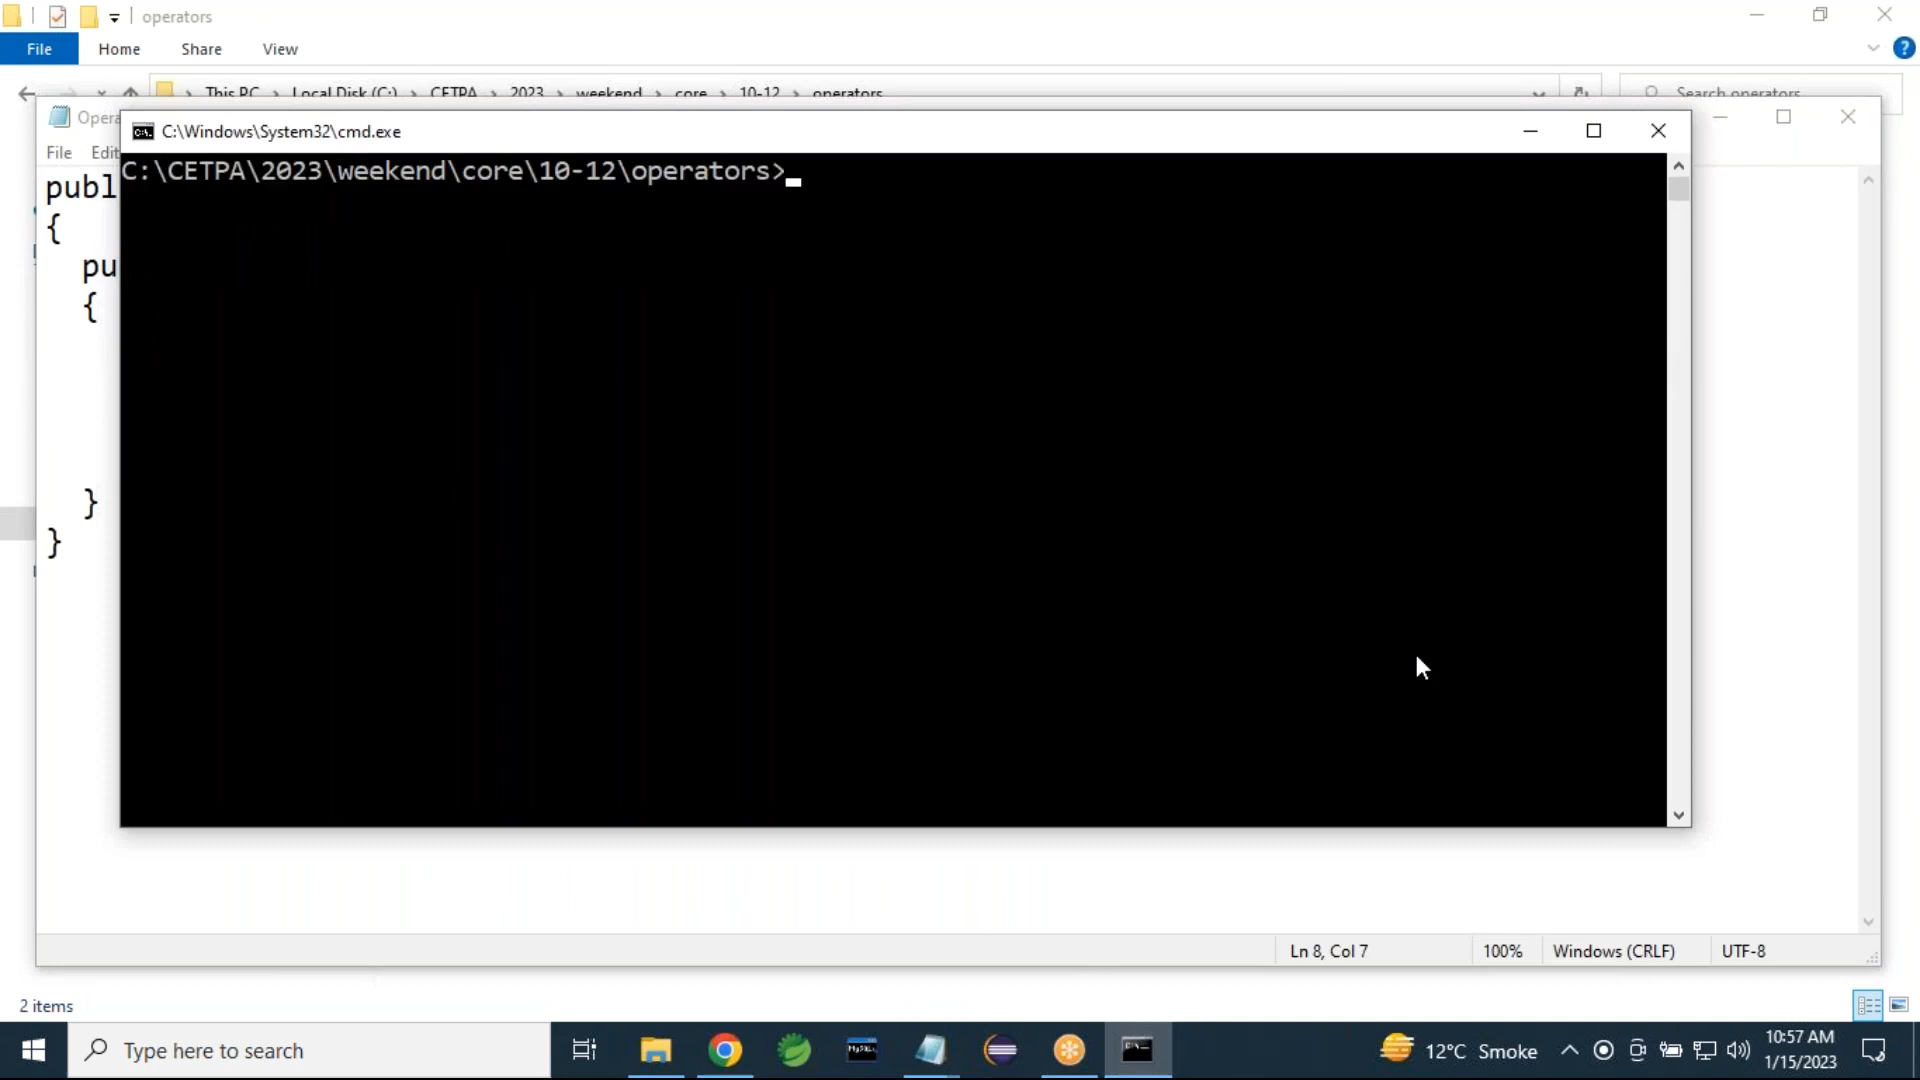 operators
File Home Share View
This PC Local Disk (C:) CETPA 2023 weekend core 10-12 operators
Search operators
Opera
C:\Windows\System32\cmd.exe
File Edit
C:\CETPA\2023\weekend\core\10-12\operators>
publ
{
pu
{
}
}
Ln 8, Col 7 100% Windows (CRLF) UTF-8
2 items
Type here to search
MySQL
12°C Smoke
10:57 AM
1/15/2023